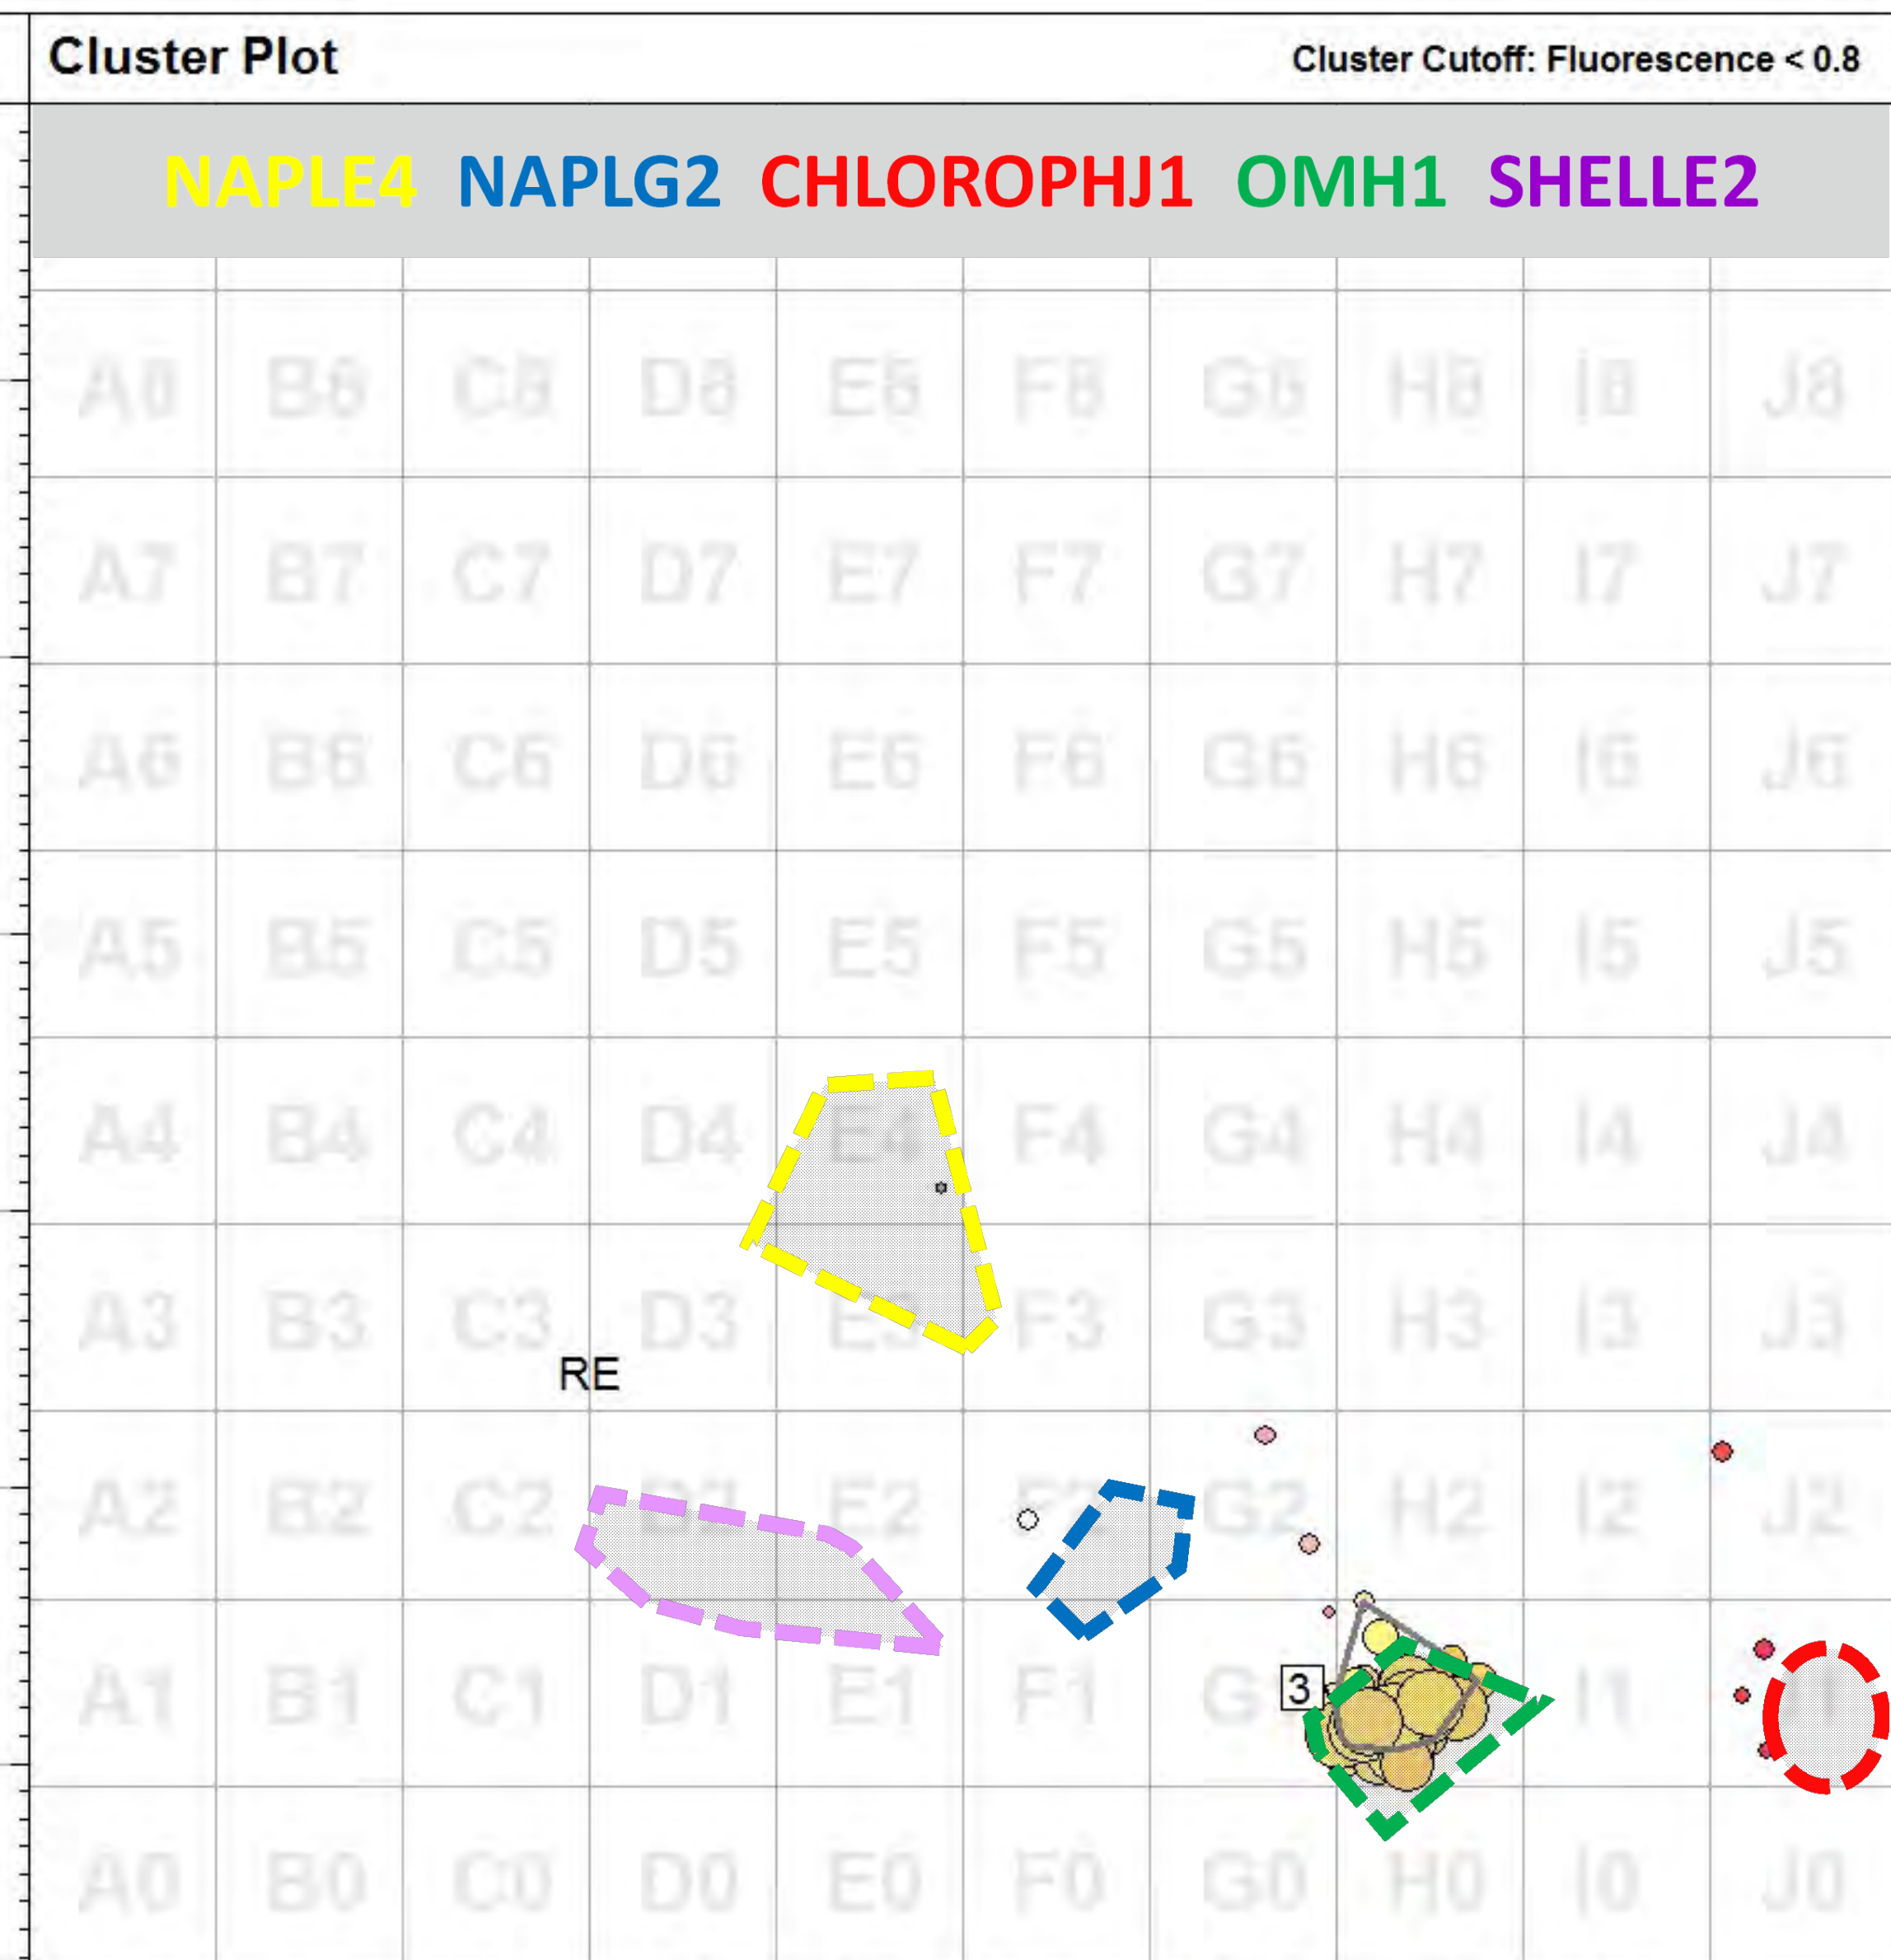 Cluster Plot Cluster Cutoff: Fluorescence < 0.8
NAPLE4 NAPLG2 CHLOROPHJ1 OMH1 SHELLE2
A8 B8 C8 D8 E8 F8 G8 H8 I8 J8
A7 B7 C7 D7 E7 F7 G7 H7 I7 J7
A6 B6 C6 D6 E6 F6 G6 H6 I6 J6
A5 B5 C5 D5 E5 F5 G5 H5 I5 J5
A4 B4 C4 D4 E4 F4 G4 H4 I4 J4
A3 B3 C3 D3 E3 F3 G3 H3 I3 J3
RE
A2 B2 C2 D2 E2 F2 G2 H2 I2 J2
A1 B1 C1 D1 E1 F1 G 3 I1 J1
A0 B0 C0 D0 E0 F0 G0 H0 I0 J0